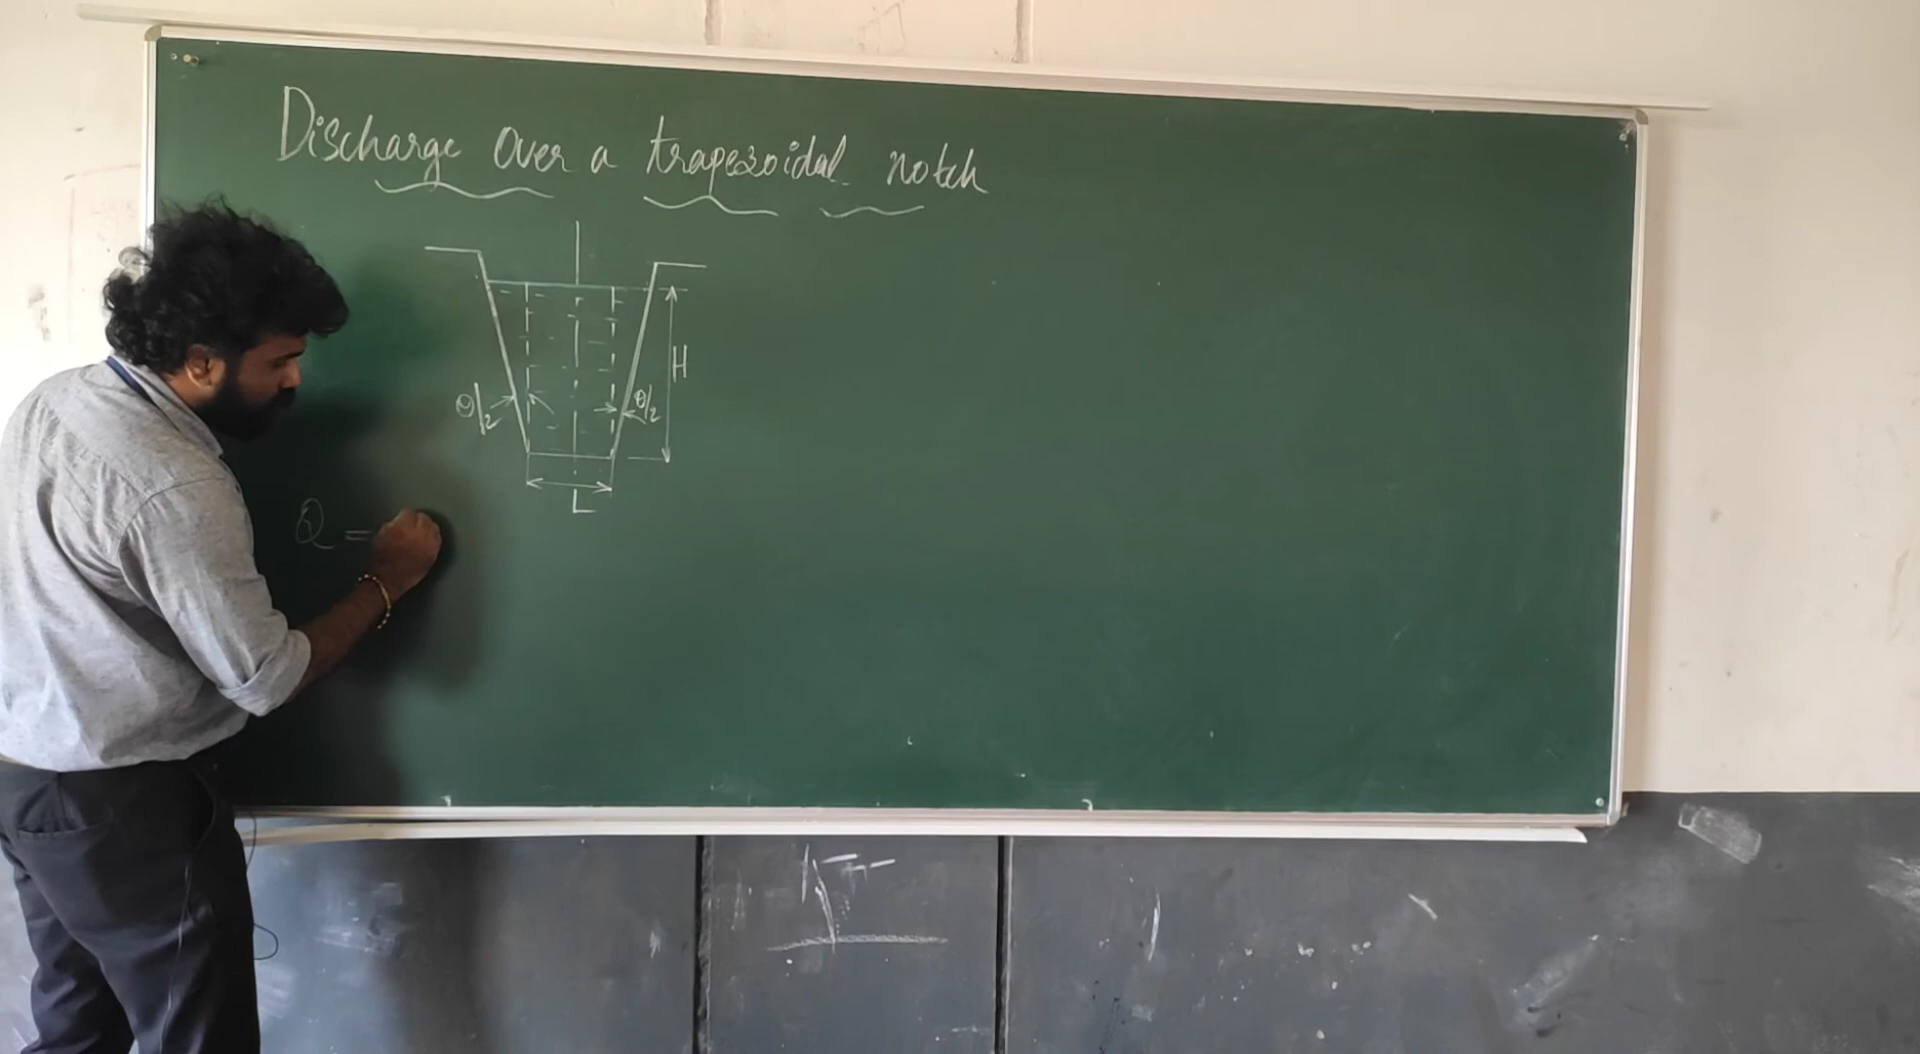 Discharge over a trapezoidal notch
H
θ/2
θ/2
L
Q =